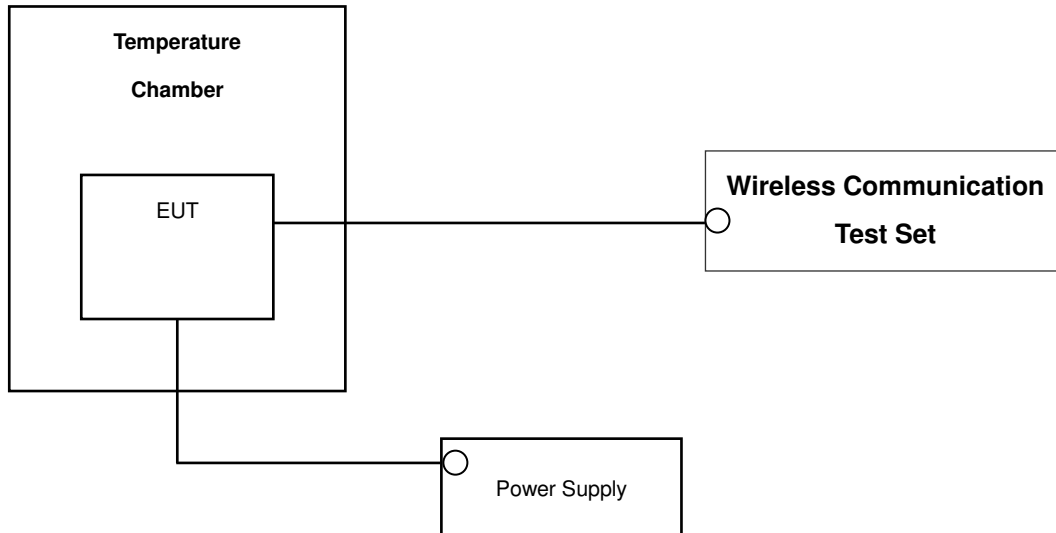 Temperature
Chamber
EUT
Wireless Communication
Test Set
Power Supply